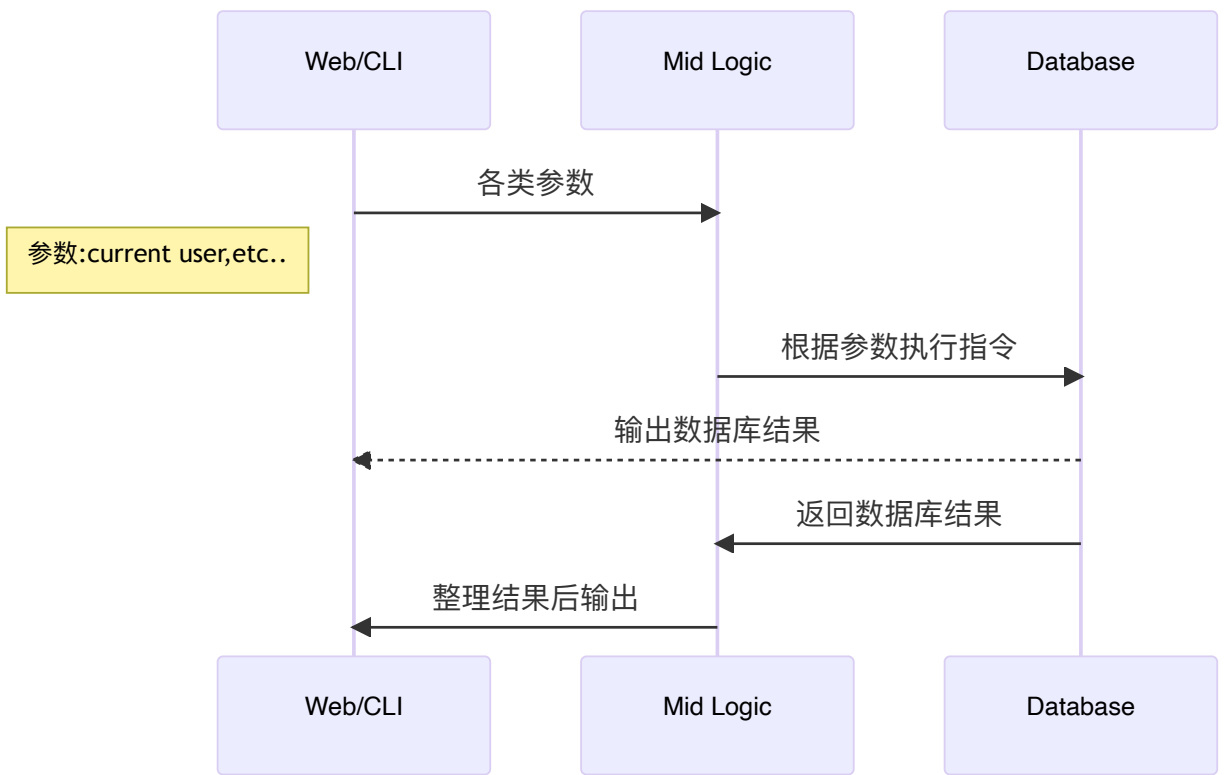 Web/CLI
Mid Logic
Database
各类参数
参数:current user,etc..
根据参数执行指令
输出数据库结果
返回数据库结果
整理结果后输出
Web/CLI
Mid Logic
Database